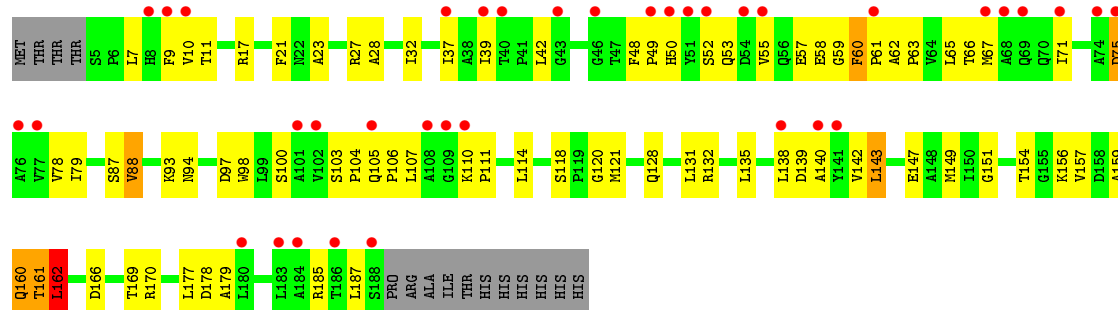 MET THR THR THR S5 P6 L7 H8 F9 V10 T11 R17 F21 N22 A23 R27 A28 I32 I37 A38 I39 T40 P41 L42 G43 G46 T47 F48 P49 H50 Y51 S52 Q53 D54 V55 Q56 E57 E58 G59 F60 P61 A62 P63 V64 L65 T66 M67 A68 Q69 Q70 I71 A74 D75
A76 V77 V78 I79 S87 V88 K93 N94 D97 W98 L99 S100 A101 V102 S103 P104 Q105 P106 L107 A108 G109 K110 P111 L114 S118 P119 G120 M121 Q128 L131 R132 L135 L138 D139 A140 Y141 V142 L143 E147 A148 M149 I150 G151 T154 G155 K156 V157 D158 A159
Q160 T161 L162 D166 T169 R170 L177 D178 A179 L180 L183 A184 R185 T186 L187 S188 PRO ARG ALA ILE THR HIS HIS HIS HIS HIS HIS